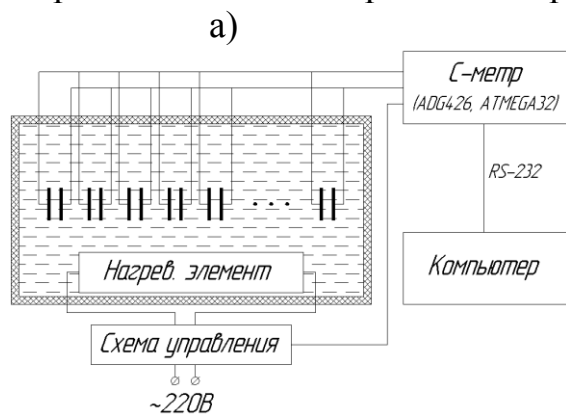 а)
С-метр
(ADG426, ATMEGA32)
RS-232
Нагрев. элемент
Компьютер
Схема управления
~220В